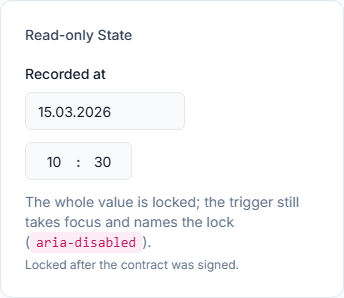 Read-only State
Recorded at
15.03.2026
10 : 30
The whole value is locked; the trigger still
takes focus and names the lock
(aria-disabled).
Locked after the contract was signed.